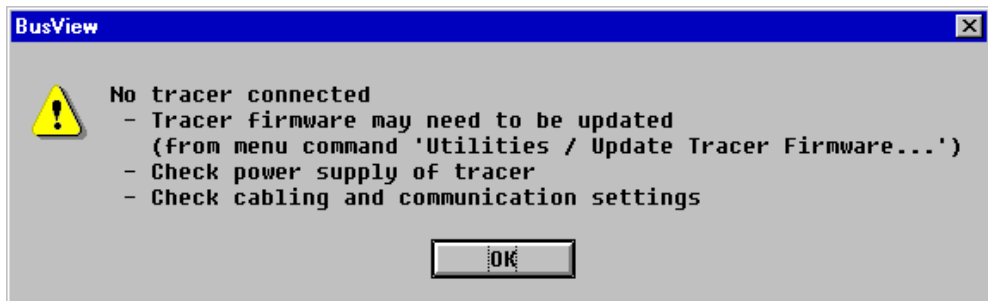 BusView
No tracer connected
- Tracer firmware may need to be updated
(from menu command 'Utilities / Update Tracer Firmware...')
- Check power supply of tracer
- Check cabling and communication settings
OK